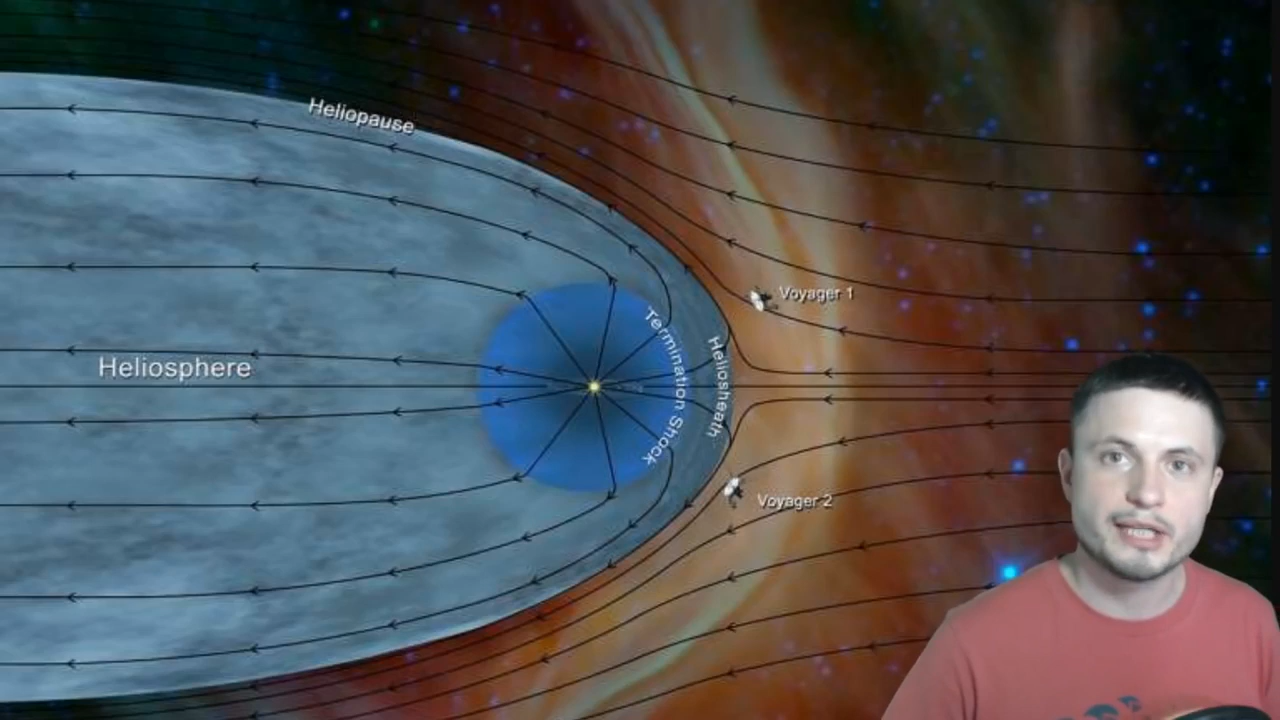 Heliopause
Voyager 1
Termination Shock
Heliosheath
Heliosphere
Voyager 2